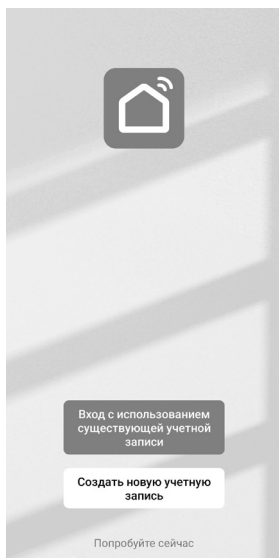 Вход с использованием
существующей учетной
записи
Создать новую учетную
запись
Попробуйте сейчас